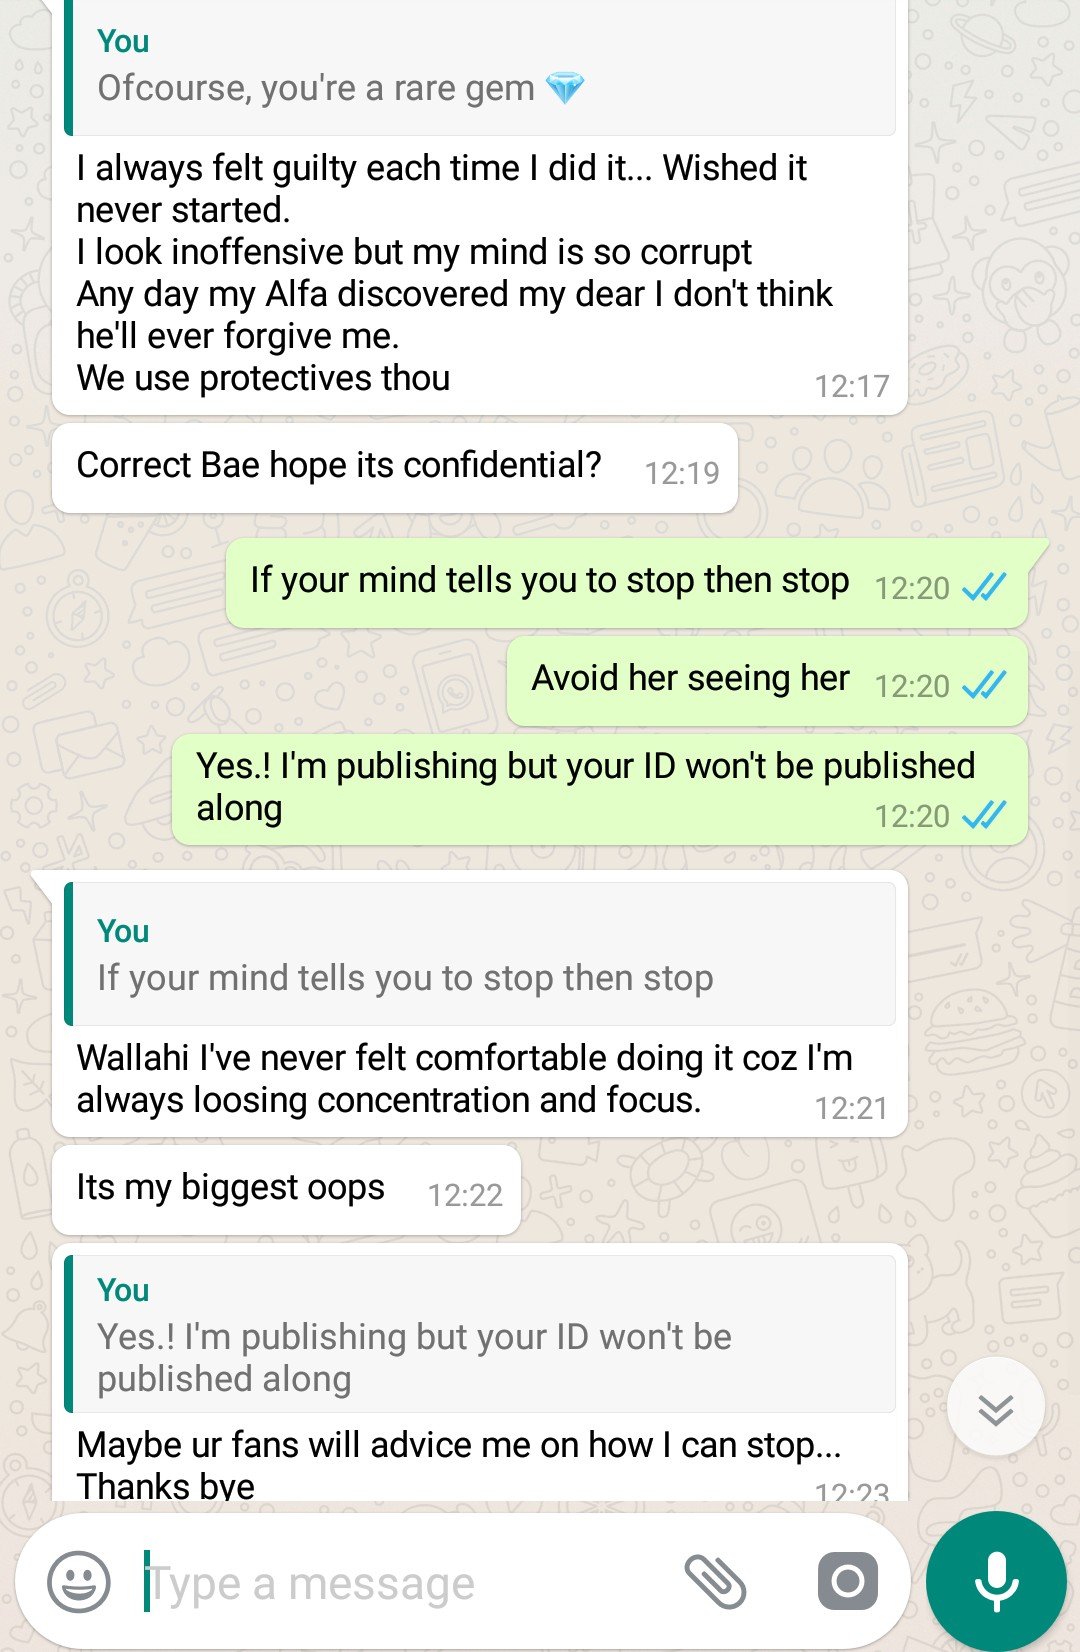 You
Ofcourse, you're a rare gem 💎
I always felt guilty each time I did it... Wished it
never started.
I look inoffensive but my mind is so corrupt
Any day my Alfa discovered my dear I don't think
he'll ever forgive me.
We use protectives thou
12:17
Correct Bae hope its confidential?
12:19
If your mind tells you to stop then stop
12:20
Avoid her seeing her
12:20
Yes.! I'm publishing but your ID won't be published
along
12:20
You
If your mind tells you to stop then stop
Wallahi I've never felt comfortable doing it coz I'm
always loosing concentration and focus.
12:21
Its my biggest oops
12:22
You
Yes.! I'm publishing but your ID won't be
published along
Maybe ur fans will advice me on how I can stop...
Thanks bye
12:23
Type a message